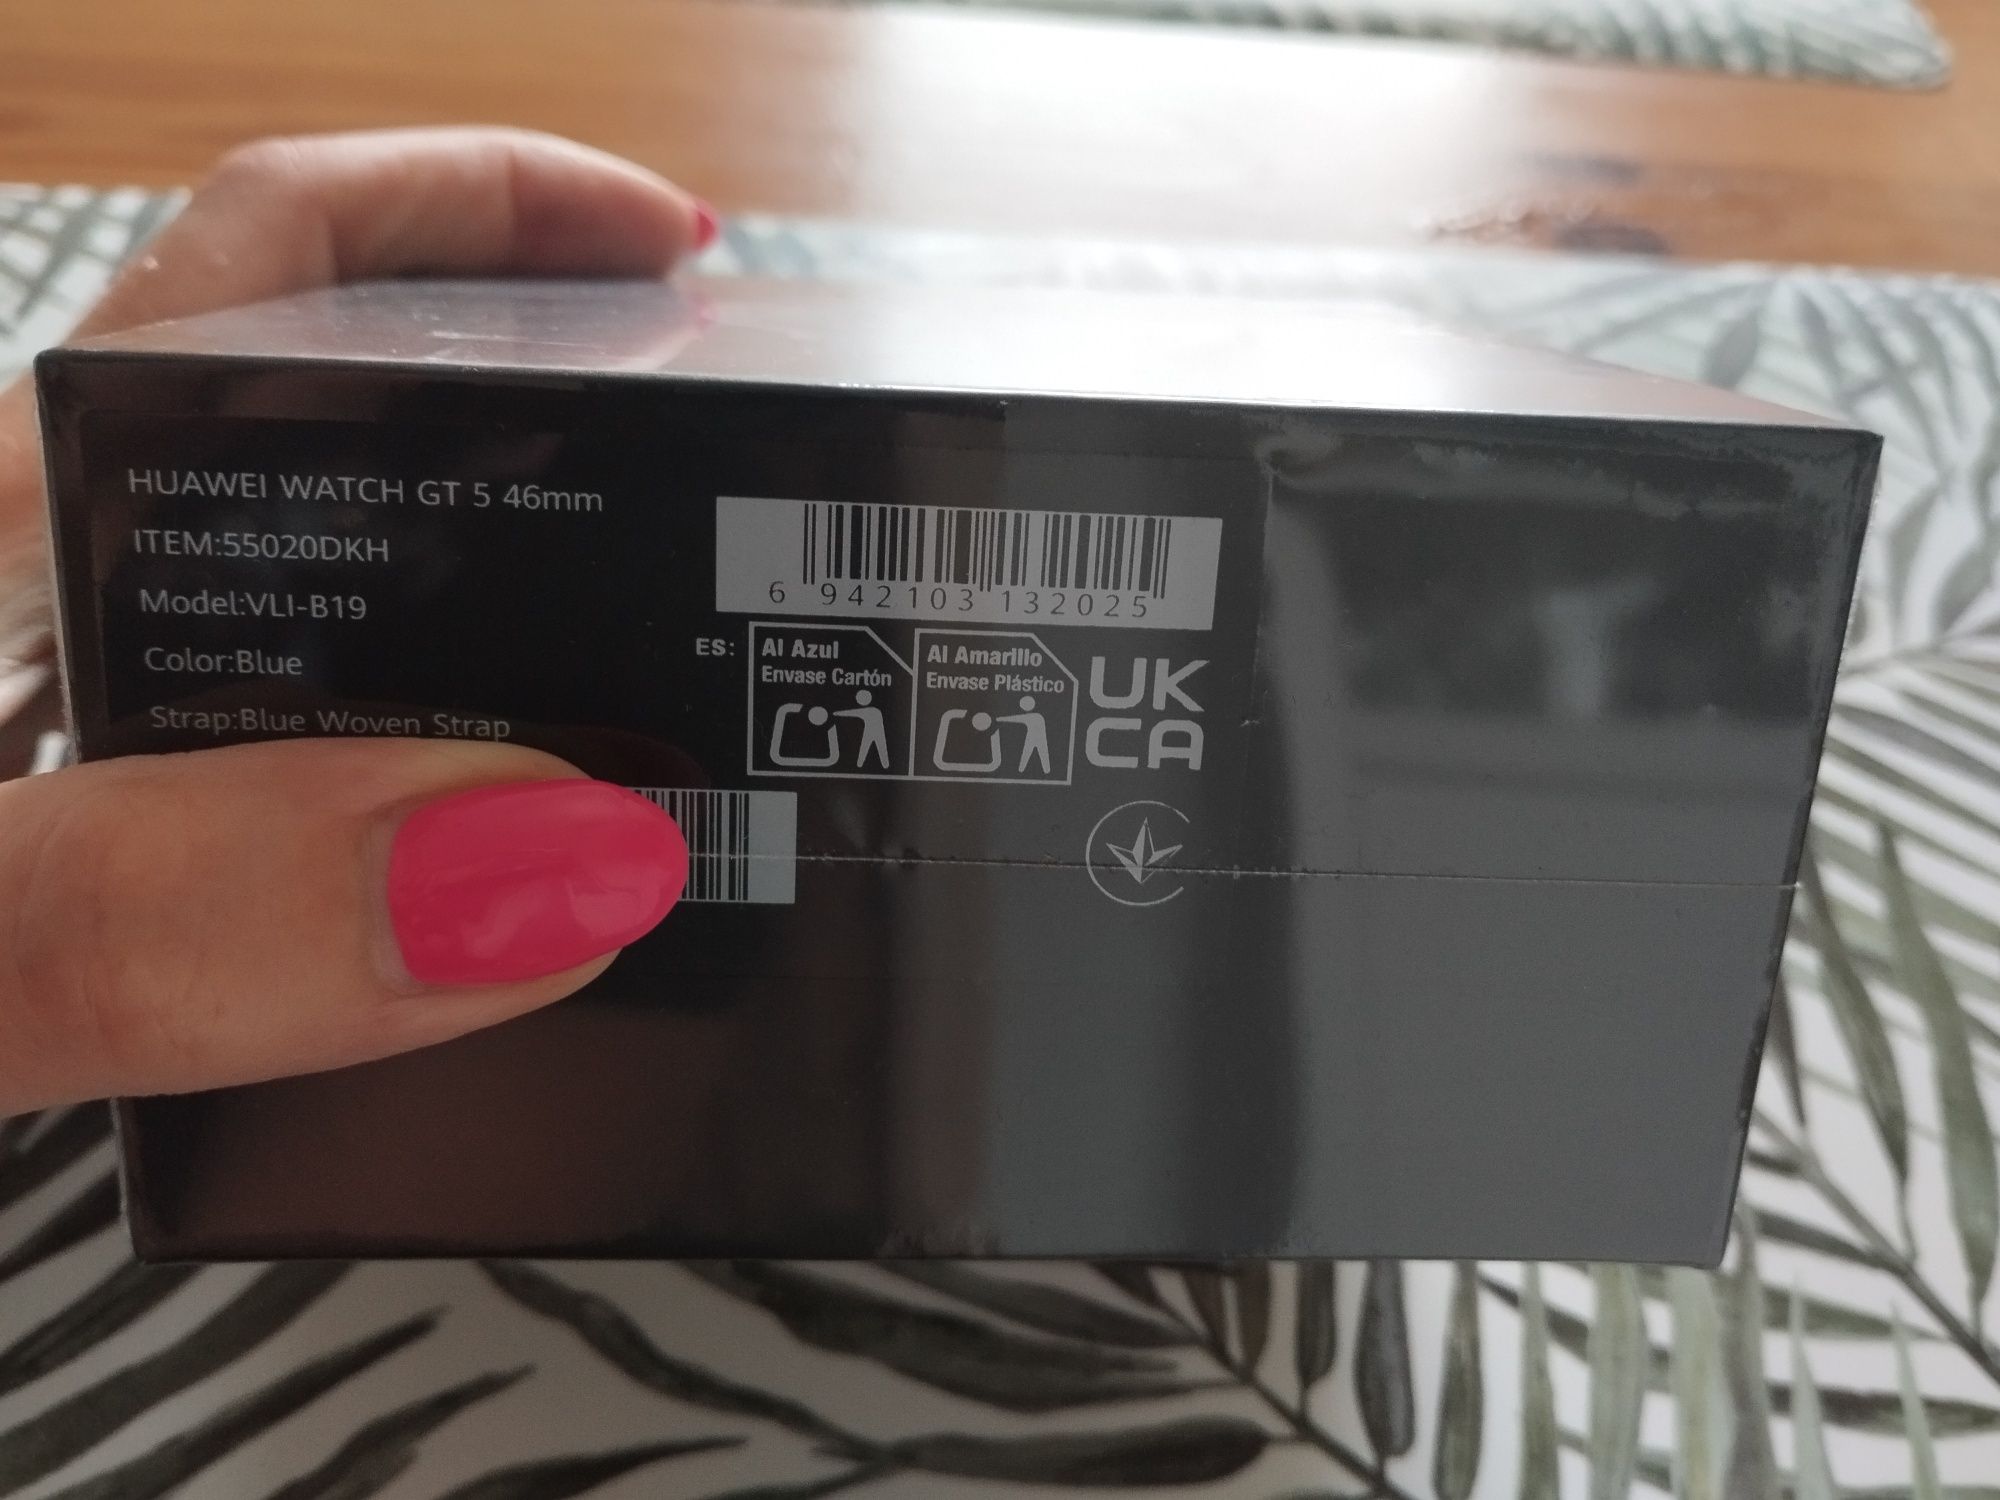 HUAWEI WATCH GT 5 46mm
ITEM:55020DKH
Model:VLI-B19
Color:Blue
Strap:Blue Woven Strap
6 942103 132025
ES:
Al Azul
Envase Cartón
Al Amarillo
Envase Plástico
UK
CA